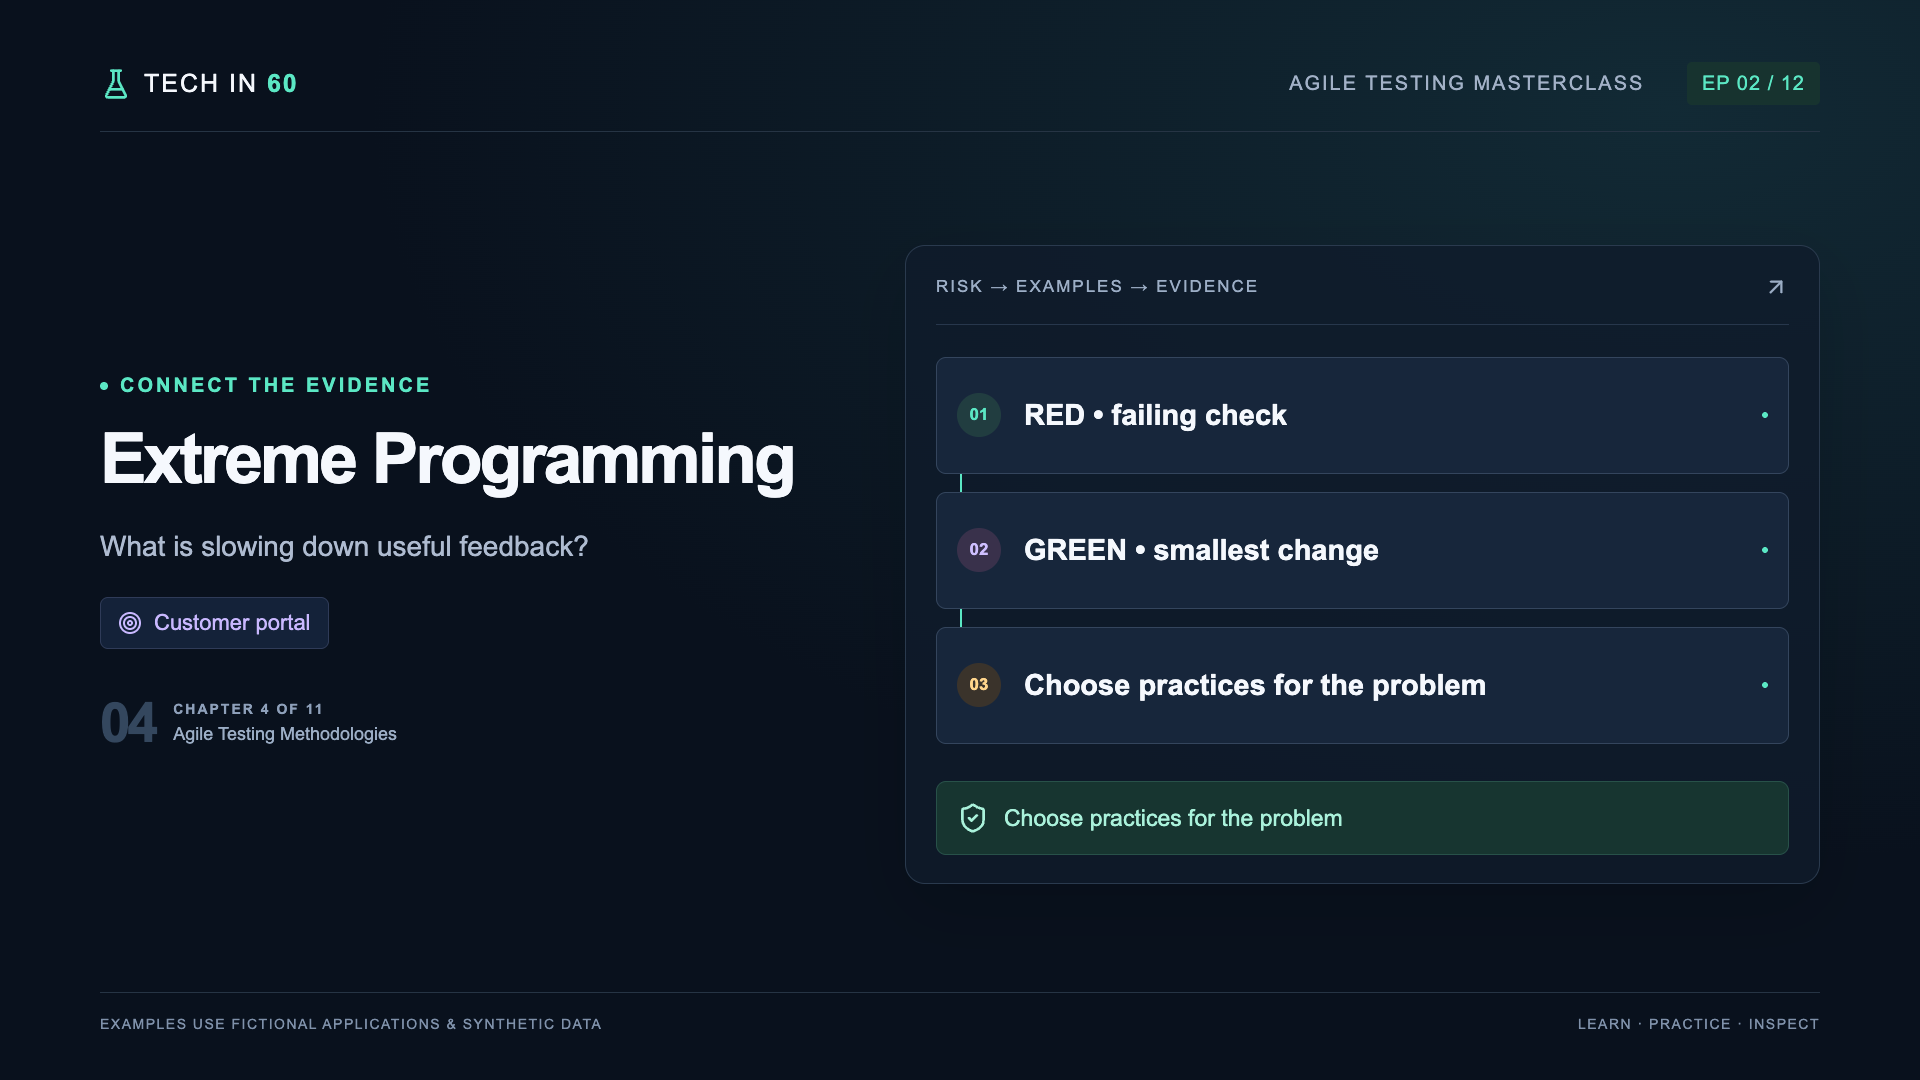 TECH IN 60
AGILE TESTING MASTERCLASS
EP 02 / 12
• CONNECT THE EVIDENCE
Extreme Programming
What is slowing down useful feedback?
Customer portal
04
CHAPTER 4 OF 11
Agile Testing Methodologies
RISK → EXAMPLES → EVIDENCE
01
RED • failing check
02
GREEN • smallest change
03
Choose practices for the problem
Choose practices for the problem
EXAMPLES USE FICTIONAL APPLICATIONS & SYNTHETIC DATA
LEARN · PRACTICE · INSPECT